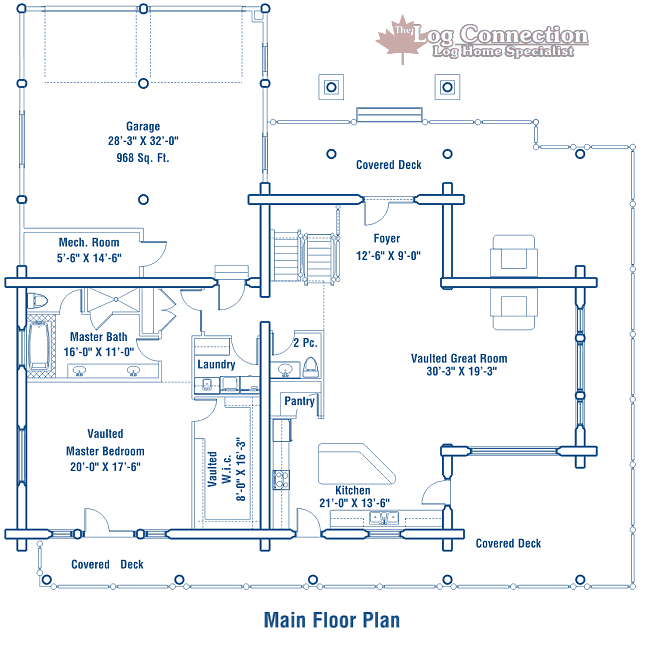 The Log Connection
Log Home Specialist
Garage
28'-3" X 32'-0"
968 Sq. Ft.
Covered Deck
Mech. Room
5'-6" X 14'-6"
Foyer
12'-6" X 9'-0"
Master Bath
16'-0" X 11'-0"
2 Pc.
Laundry
Vaulted Great Room
30'-3" X 19'-3"
Pantry
Vaulted
Master Bedroom
20'-0" X 17'-6"
Vaulted
W.i.c.
8'-0" X 16'-3"
Kitchen
21'-0" X 13'-6"
Covered Deck
Covered Deck
Main Floor Plan